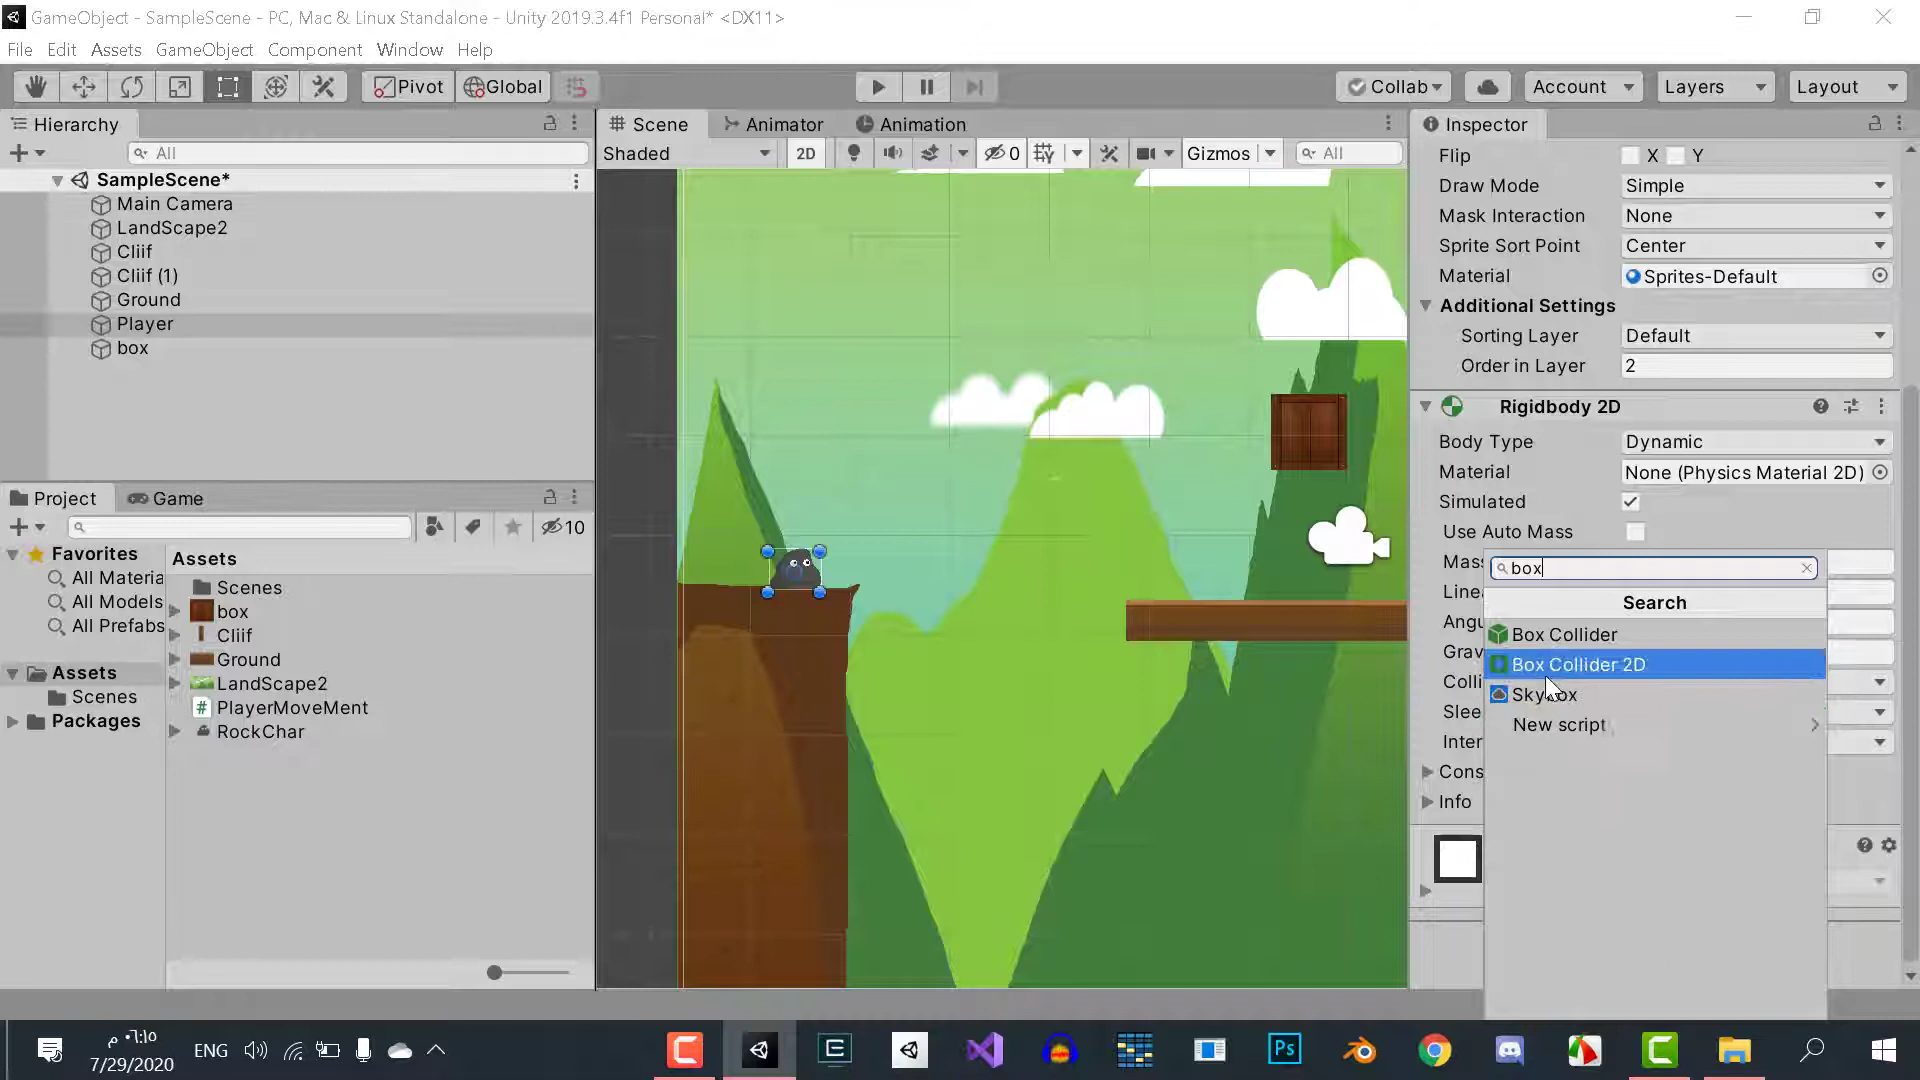 GameObject - SampleScene - PC, Mac & Linux Standalone - Unity 2019.3.4f1 Personal* <DX11>
File Edit Assets GameObject Component Window Help
Pivot Global Collab Account Layers Layout
Hierarchy
All
SampleScene*
Main Camera
LandScape2
Cliif
Cliif (1)
Ground
Player
box
Project Game
10
Favorites
All Materia
All Models
All Prefabs
Assets
Scenes
Packages
Assets
Scenes
box
Cliif
Ground
LandScape2
PlayerMoveMent
RockChar
Scene Animator Animation
Shaded 2D 0 Gizmos All
Inspector
Flip X Y
Draw Mode Simple
Mask Interaction None
Sprite Sort Point Center
Material Sprites-Default
Additional Settings
Sorting Layer Default
Order in Layer 2
Rigidbody 2D
Body Type Dynamic
Material None (Physics Material 2D)
Simulated
Use Auto Mass
Mass
Linea
Angu
Grav
Colli
Slee
Inter
Cons
Info
box
Search
Box Collider
Box Collider 2D
Skybox
New script
م ٠٦:١٥
7/29/2020
ENG
Ps